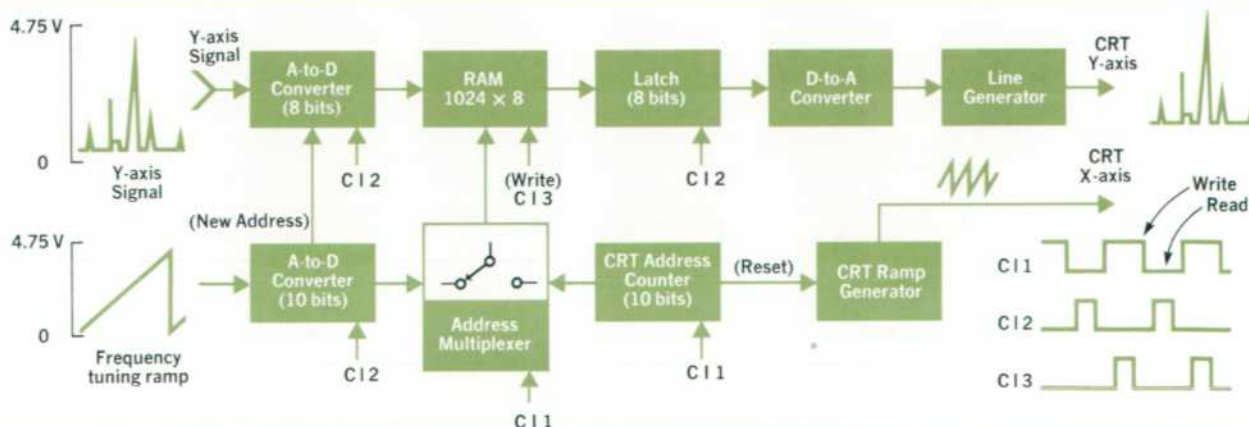 4.75 V
0
Y-axis
Signal
Y-axis
Signal
A-to-D
Converter
(8 bits)
RAM
1024 × 8
Latch
(8 bits)
D-to-A
Converter
Line
Generator
CRT
Y-axis
C l 2
(Write)
C l 3
C l 2
(New Address)
4.75 V
0
Frequency
tuning ramp
A-to-D
Converter
(10 bits)
C l 2
Address
Multiplexer
C l 1
CRT Address
Counter
(10 bits)
C l 1
(Reset)
CRT Ramp
Generator
CRT
X-axis
Write
Read
C l 1
C l 2
C l 3